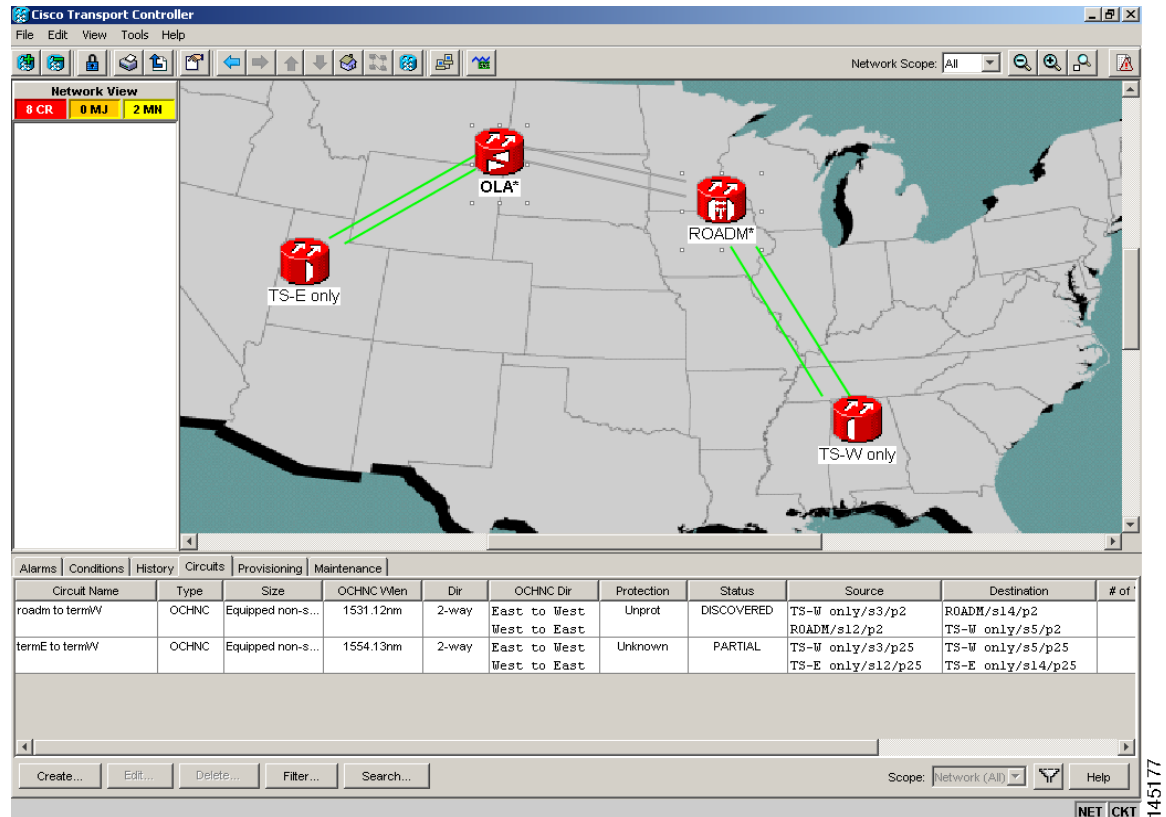 Cisco Transport Controller
File Edit View Tools Help
Network Scope: All
Network View
8 CR 0 MJ 2 MN
OLA*
ROADM*
TS-E only
TS-W only
Alarms Conditions History Circuits Provisioning Maintenance
Circuit Name Type Size OCHNC Wlen Dir OCHNC Dir Protection Status Source Destination # of
roadm to termW OCHNC Equipped non-s... 1531.12nm 2-way East to West Unprot DISCOVERED TS-W only/s3/p2 ROADM/s14/p2
West to East ROADM/s12/p2 TS-W only/s5/p2
termE to termW OCHNC Equipped non-s... 1554.13nm 2-way East to West Unknown PARTIAL TS-W only/s3/p25 TS-W only/s5/p25
West to East TS-E only/s12/p25 TS-E only/s14/p25
Create... Edit... Delete... Filter... Search... Scope: Network (All) Help
NET CKT
145177